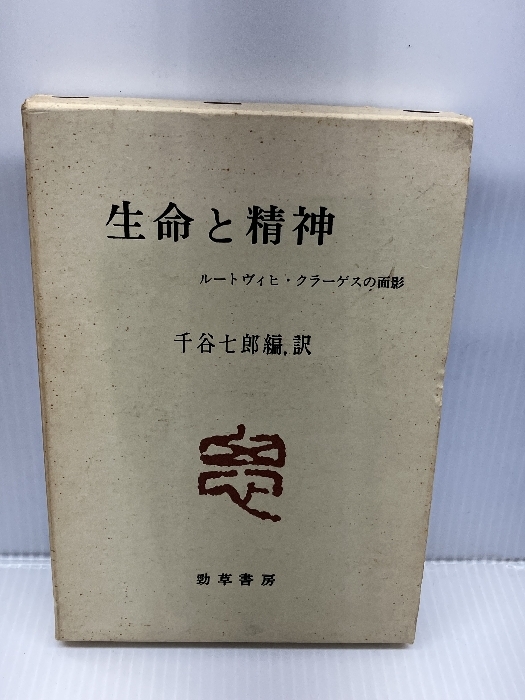 生命と精神
ルートヴィヒ・クラーゲスの面影
千谷七郎編.訳
勁草書房